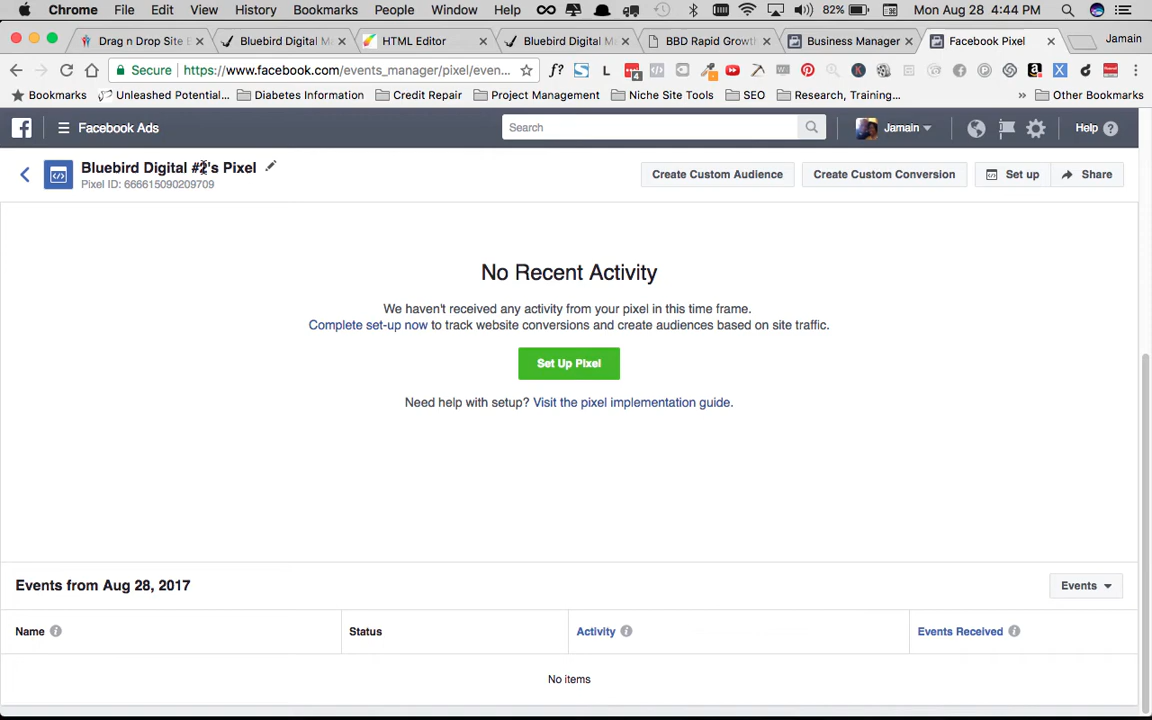 Chrome File Edit View History Bookmarks People Window Help 82% Mon Aug 28 4:44 PM
Drag n Drop Site B Bluebird Digital Ma HTML Editor Bluebird Digital Ma BBD Rapid Growth Business Manager Facebook Pixel Jamain
Secure https://www.facebook.com/events_manager/pixel/even...
Bookmarks Unleashed Potential... Diabetes Information Credit Repair Project Management Niche Site Tools SEO Research, Training... Other Bookmarks
Facebook Ads Search Jamain Help
Bluebird Digital #2's Pixel
Pixel ID: 666615090209709
Create Custom Audience Create Custom Conversion Set up Share
No Recent Activity
We haven't received any activity from your pixel in this time frame.
Complete set-up now to track website conversions and create audiences based on site traffic.
Set Up Pixel
Need help with setup? Visit the pixel implementation guide.
Events from Aug 28, 2017 Events
Name Status Activity Events Received
No items